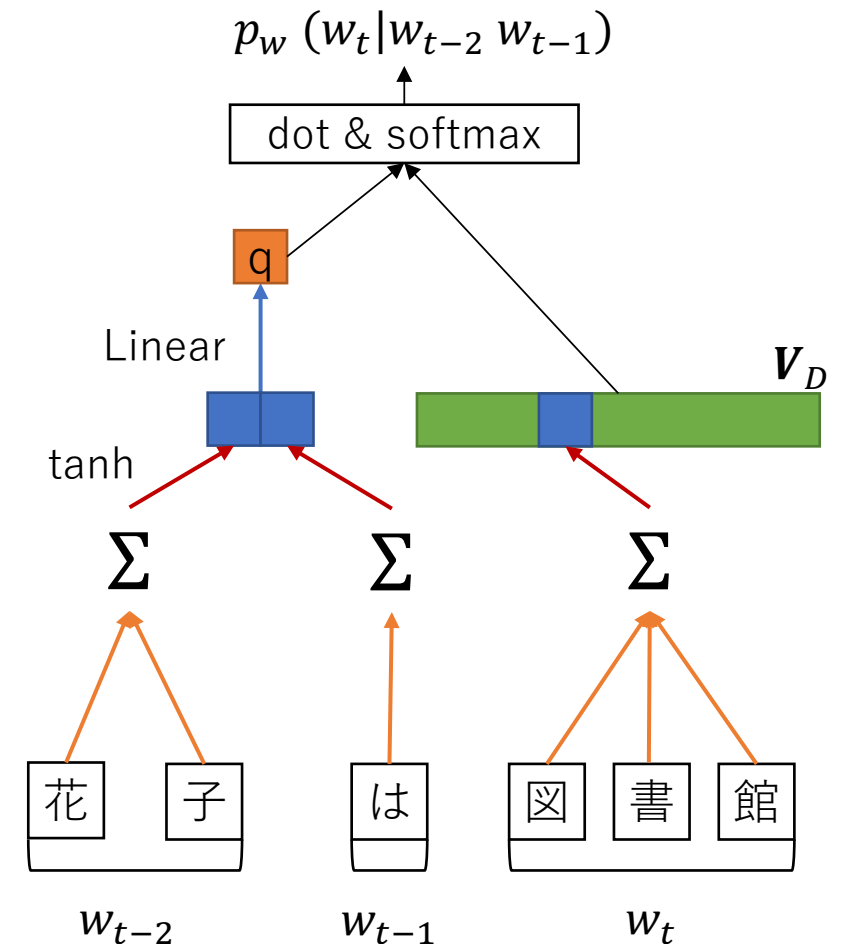 p_w (w_t|w_{t−2} w_{t−1})
dot & softmax
q
Linear
V_D
tanh
Σ Σ Σ
花 子 は 図 書 館
w_{t−2} w_{t−1} w_t